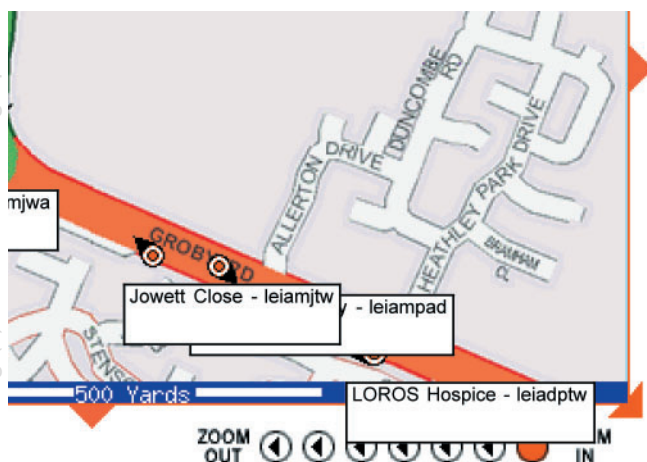 DUNCOMBE
RD
ALLERTON
DRIVE
HEATHLEY PARK DRIVE
BRAMHAM
CL
mjwa
GROBY RD
Jowett Close - leiamjtw
y - leiampad
500 Yards
LOROS Hospice - leiadptw
ZOOM
OUT
M
IN